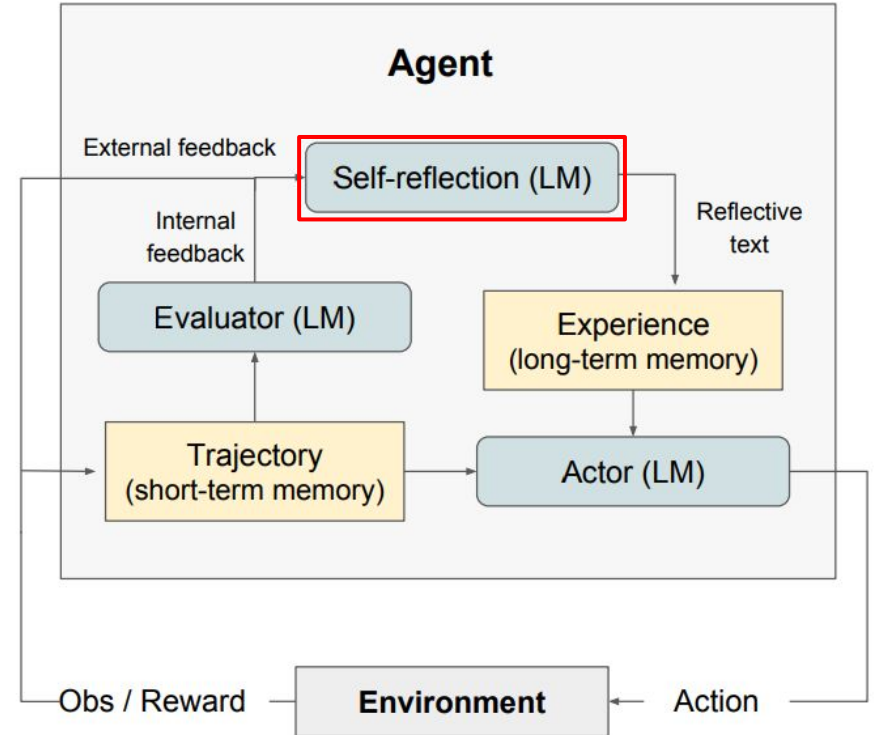 Agent
External feedback
Self-reflection (LM)
Internal
feedback
Reflective
text
Evaluator (LM)
Experience
(long-term memory)
Trajectory
(short-term memory)
Actor (LM)
Obs / Reward
Environment
Action